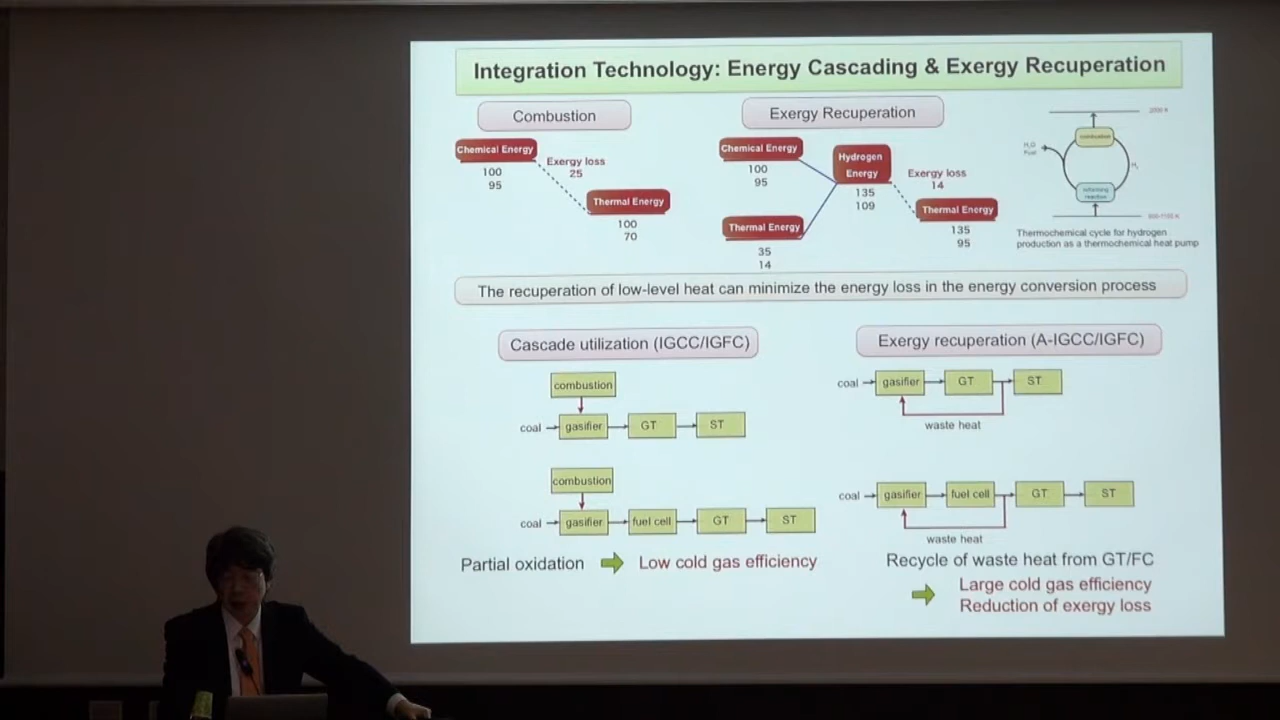 Integration Technology: Energy Cascading & Exergy Recuperation
Combustion
Chemical Energy
100
95
Exergy loss
25
Thermal Energy
100
70
Exergy Recuperation
Chemical Energy
100
95
Thermal Energy
35
14
Hydrogen
Energy
135
109
Exergy loss
14
Thermal Energy
135
95
combustion
H₂O
Fuel
H₂
reforming
reaction
Thermochemical cycle for hydrogen
production as a thermochemical heat pump
The recuperation of low-level heat can minimize the energy loss in the energy conversion process
Cascade utilization (IGCC/IGFC)
combustion
coal
gasifier
GT
ST
combustion
coal
gasifier
fuel cell
GT
ST
Partial oxidation
Low cold gas efficiency
Exergy recuperation (A-IGCC/IGFC)
coal
gasifier
GT
ST
waste heat
coal
gasifier
fuel cell
GT
ST
waste heat
Recycle of waste heat from GT/FC
Large cold gas efficiency
Reduction of exergy loss